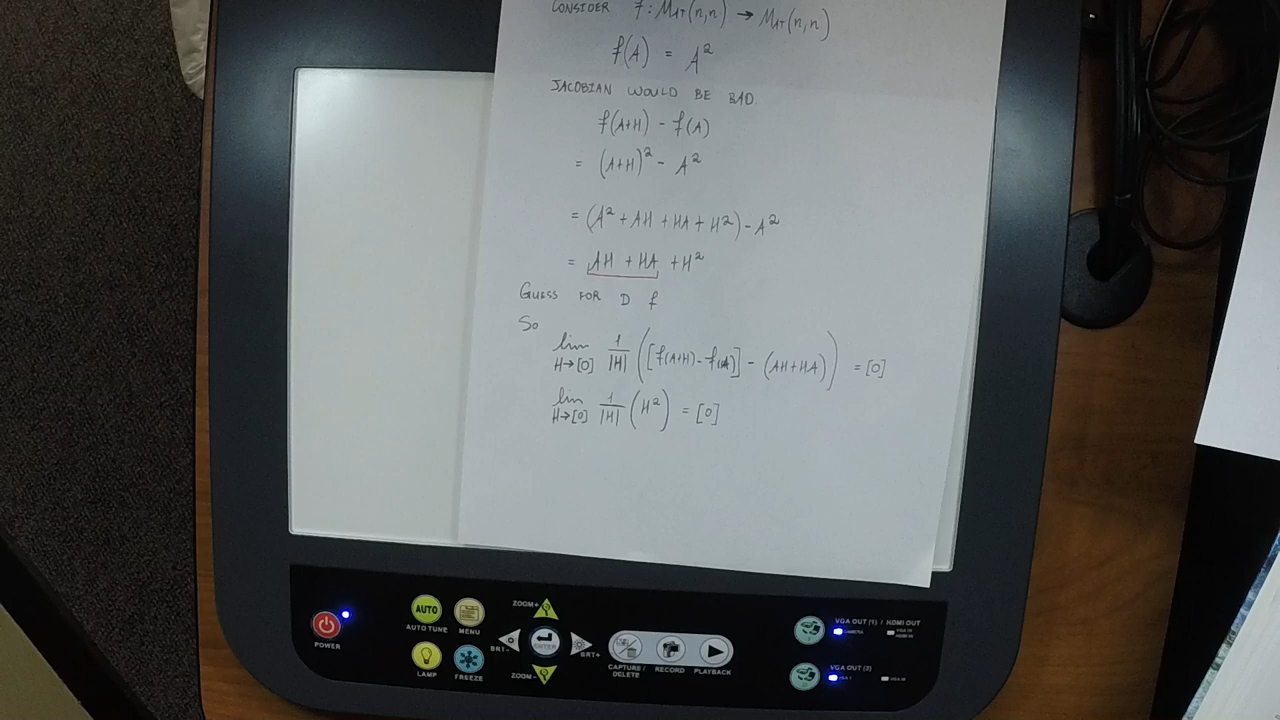 CONSIDER f: MAT(n,n) → MAT(n,n)
f(A) = A²
JACOBIAN WOULD BE BAD.
f(A+H) - f(A)
= (A+H)² - A²
= (A² + AH + HA + H²) - A²
= AH + HA + H²
GUESS FOR D f
So
lim H→[0] 1/|H| ([f(A+H) - f(A)] - (AH+HA)) = [0]
lim H→[0] 1/|H| (H²) = [0]
POWER
AUTO
AUTO TUNE
MENU
LAMP
FREEZE
ZOOM+
BRT-
ENTER
BRT+
ZOOM-
CAPTURE / DELETE
RECORD
PLAYBACK
VGA OUT (1) / HDMI OUT
CAMERA
VGA OUT (2)